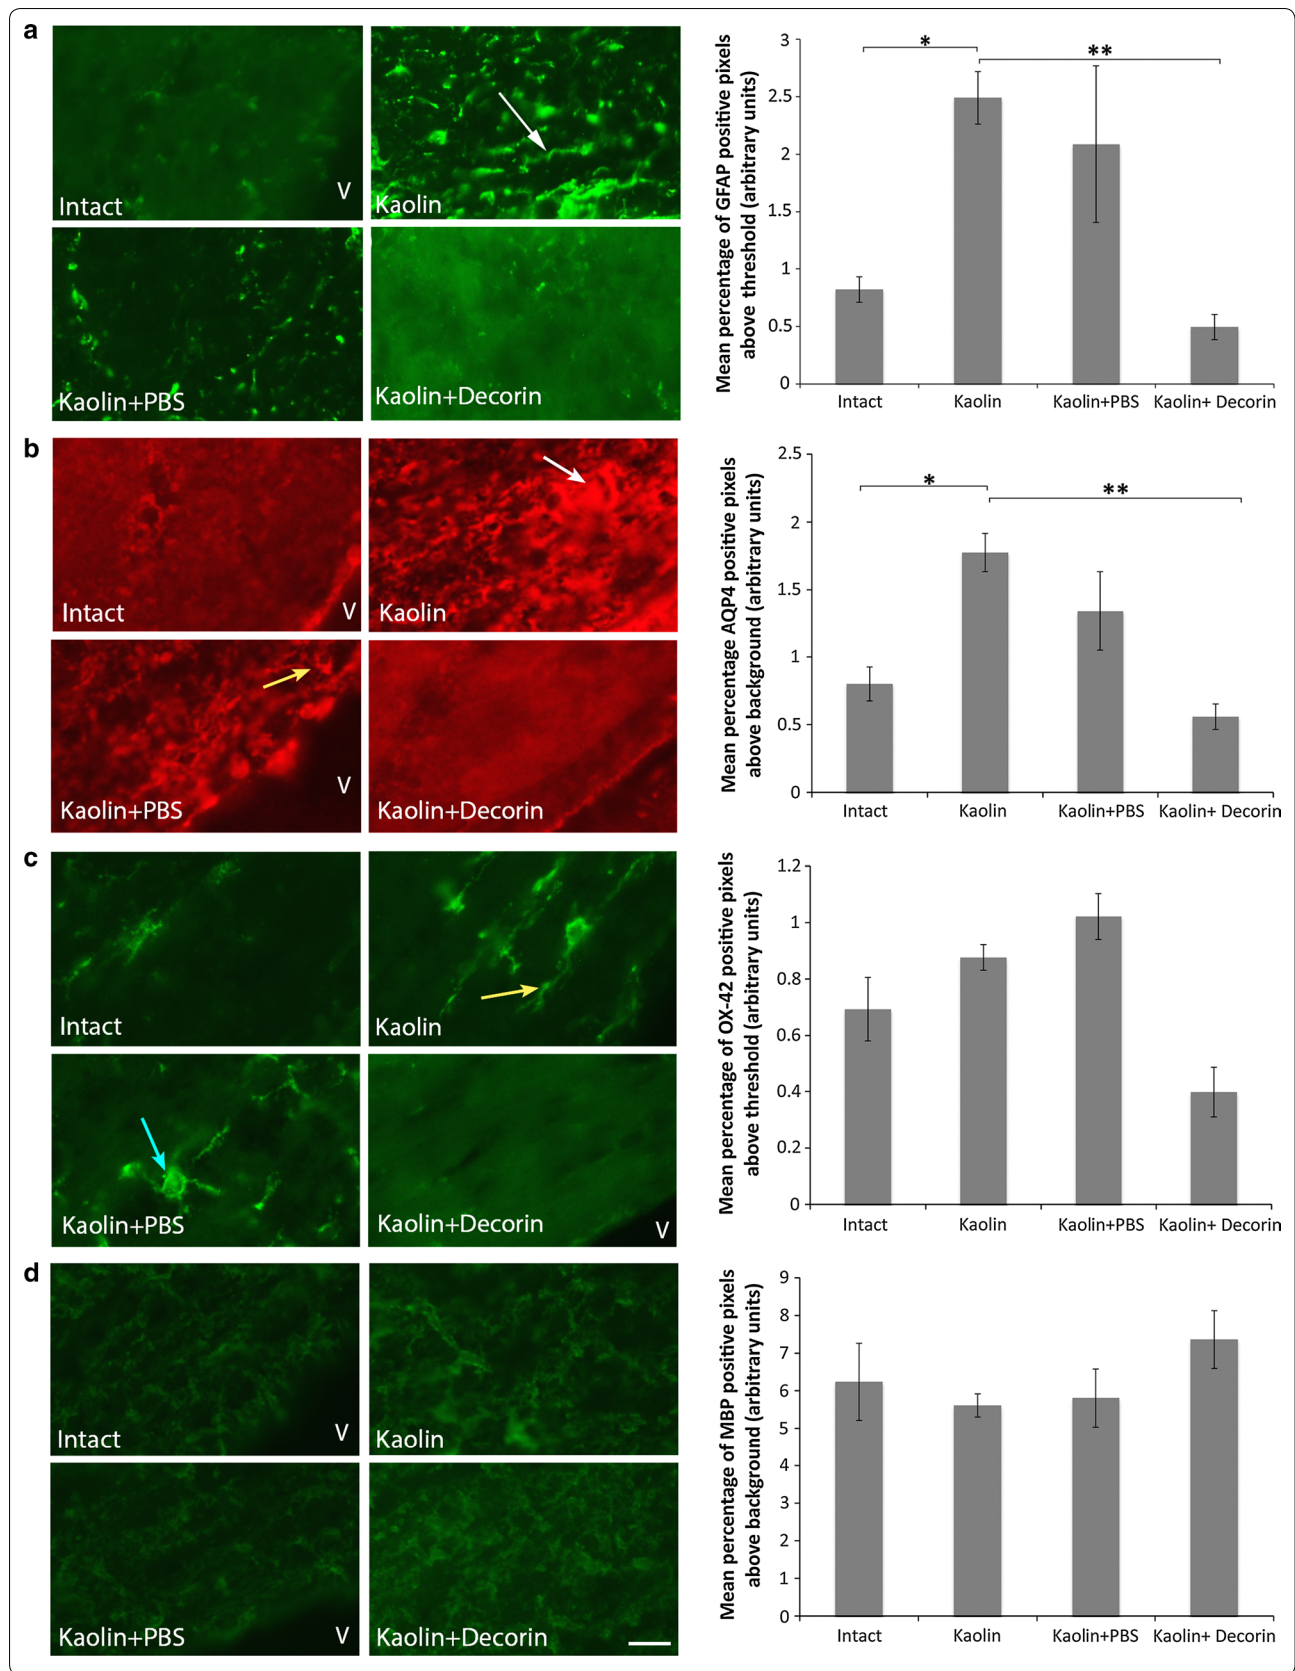 a
Intact
V
Kaolin
Kaolin+PBS
Kaolin+Decorin
Mean percentage of GFAP positive pixels
above threshold (arbitrary units)
3
2.5
2
1.5
1
0.5
0
*
**
Intact
Kaolin
Kaolin+PBS
Kaolin+ Decorin
b
Intact
V
Kaolin
Kaolin+PBS
V
Kaolin+Decorin
Mean percentage AQP4 positive pixels
above background (arbitrary units)
2.5
2
1.5
1
0.5
0
*
**
Intact
Kaolin
Kaolin+PBS
Kaolin+ Decorin
c
Intact
Kaolin
Kaolin+PBS
Kaolin+Decorin
V
Mean percentage of OX-42 positive pixels
above threshold (arbitrary units)
1.2
1
0.8
0.6
0.4
0.2
0
Intact
Kaolin
Kaolin+PBS
Kaolin+ Decorin
d
Intact
V
Kaolin
Kaolin+PBS
V
Kaolin+Decorin
Mean percentage of MBP positive pixels
above background (arbitrary units)
9
8
7
6
5
4
3
2
1
0
Intact
Kaolin
Kaolin+PBS
Kaolin+ Decorin